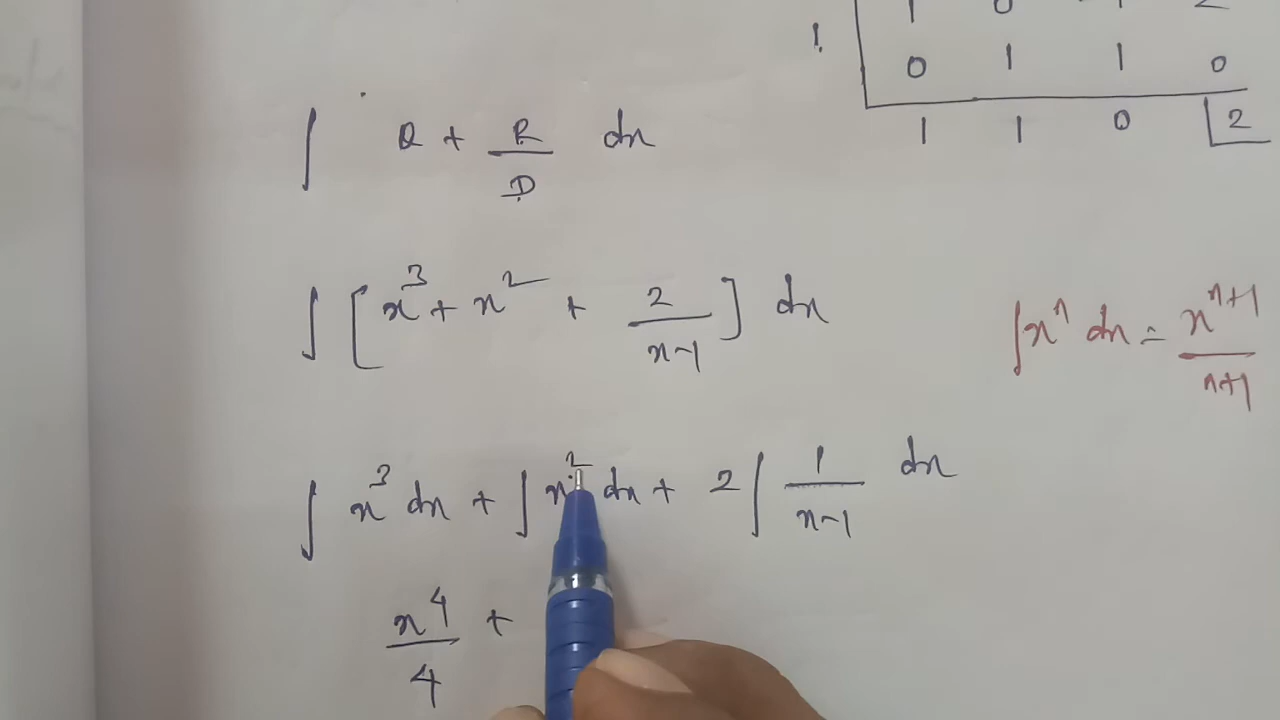 1 0 -1 2
1. 0 1 1 0
1 1 0 2
∫ Q + R/D dx
∫ [x³ + x² + 2/(x-1)] dx
∫xⁿ dx = xⁿ⁺¹/(n+1)
∫ x³ dx + ∫ x² dx + 2 ∫ 1/(x-1) dx
x⁴/4 +